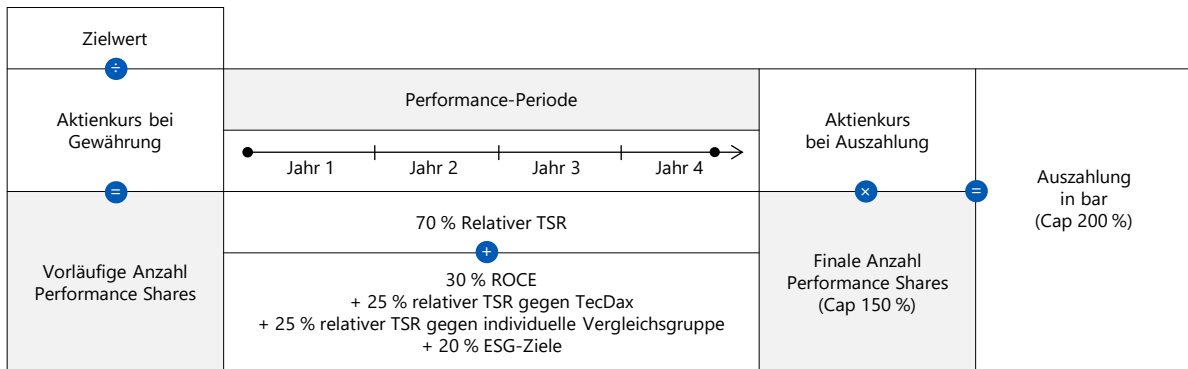 Zielwert
÷
Aktienkurs bei
Gewährung
=
Vorläufige Anzahl
Performance Shares
Performance-Periode
Jahr 1
Jahr 2
Jahr 3
Jahr 4
70 % Relativer TSR
+
30 % ROCE
+ 25 % relativer TSR gegen TecDax
+ 25 % relativer TSR gegen individuelle Vergleichsgruppe
+ 20 % ESG-Ziele
Aktienkurs
bei Auszahlung
×
Finale Anzahl
Performance Shares
(Cap 150 %)
=
Auszahlung
in bar
(Cap 200 %)